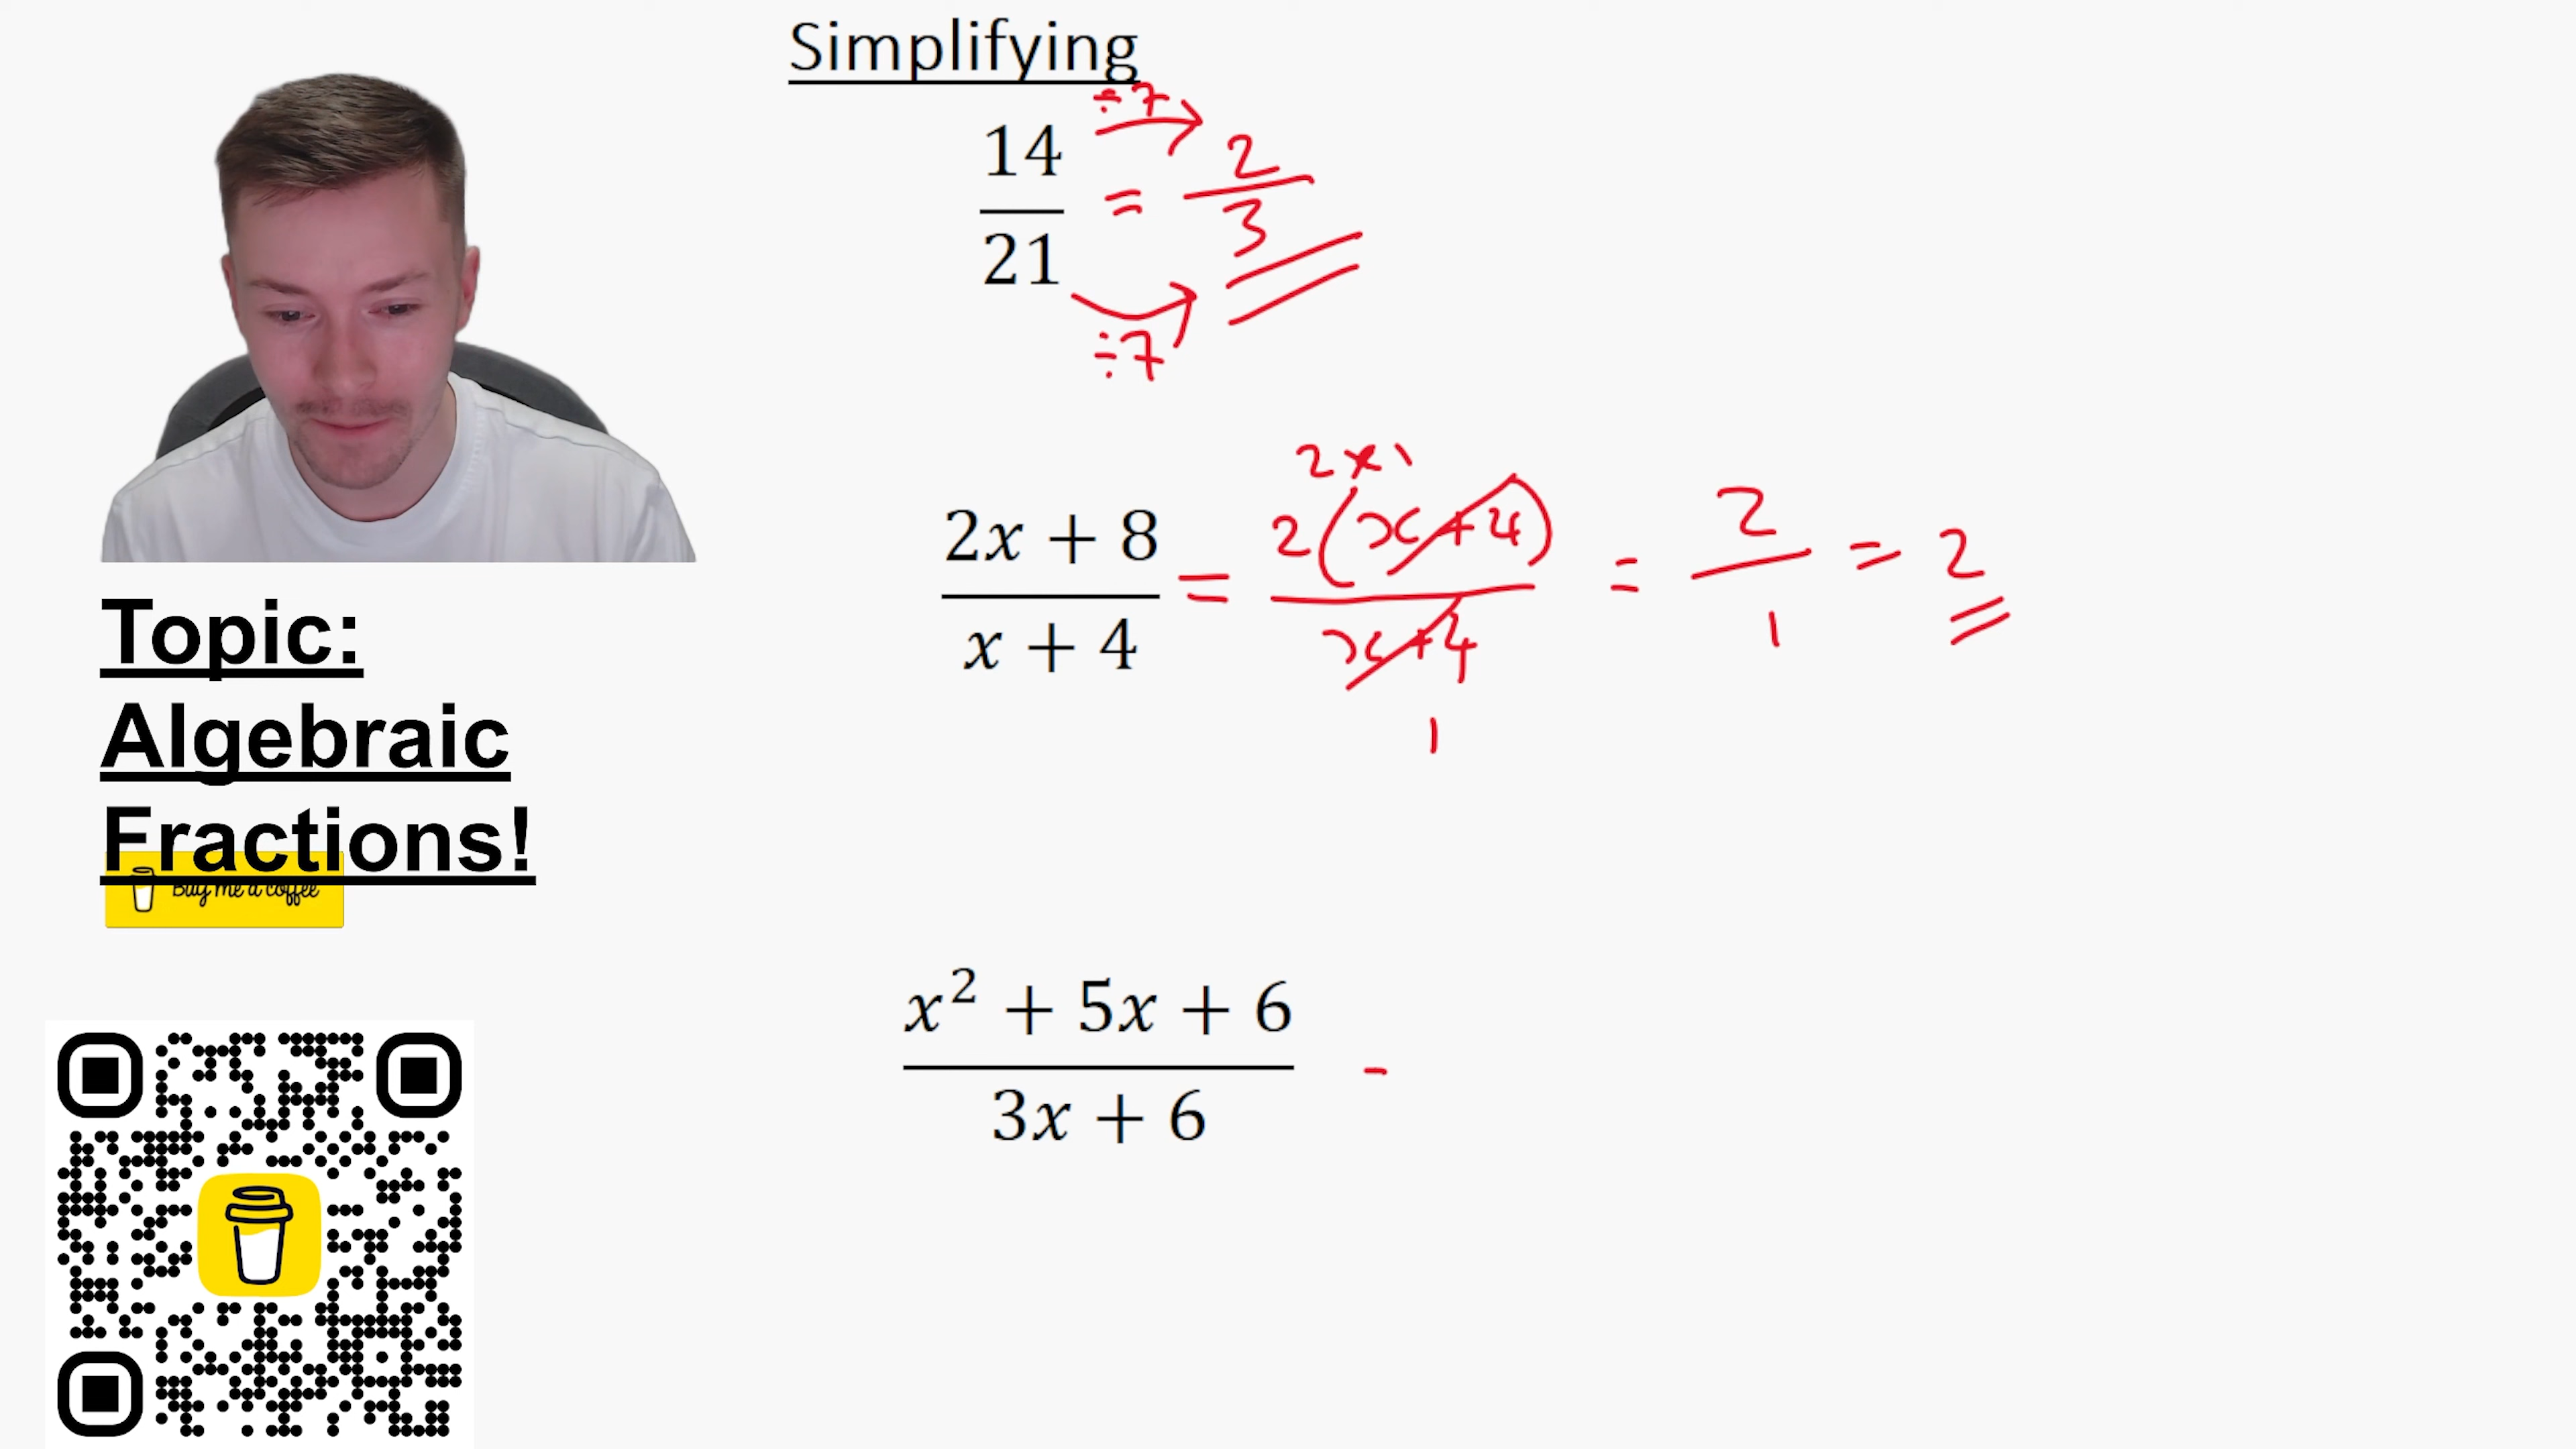 Simplifying
÷7
14/21 = 2/3
÷7
2×1
(2x + 8)/(x + 4) = 2(x+4)/(x+4) = 2/1 = 2
1
Topic:
Algebraic
Fractions!
Buy me a coffee
(x² + 5x + 6)/(3x + 6) -